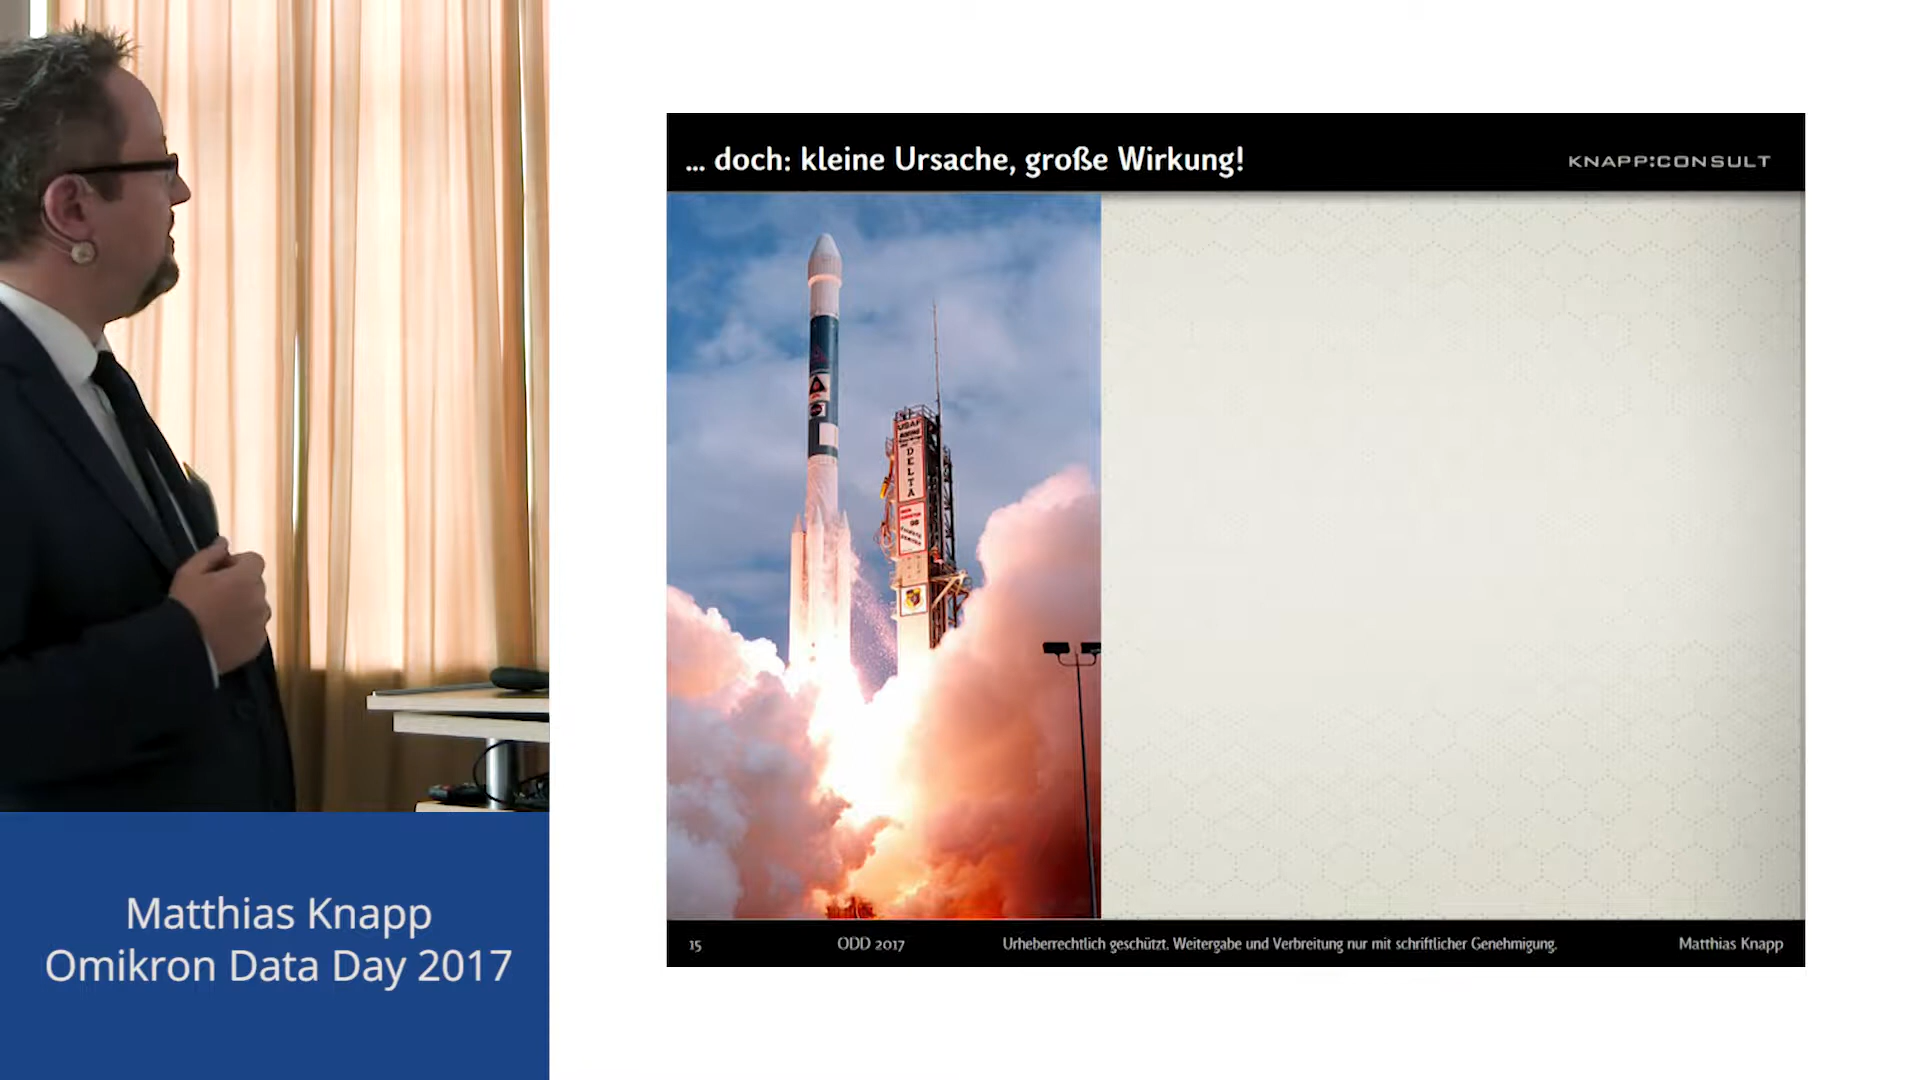 ... doch: kleine Ursache, große Wirkung!
KNAPP:CONSULT
USAF
DELTA
Matthias Knapp
Omikron Data Day 2017
15
ODD 2017
Urheberrechtlich geschützt. Weitergabe und Verbreitung nur mit schriftlicher Genehmigung.
Matthias Knapp